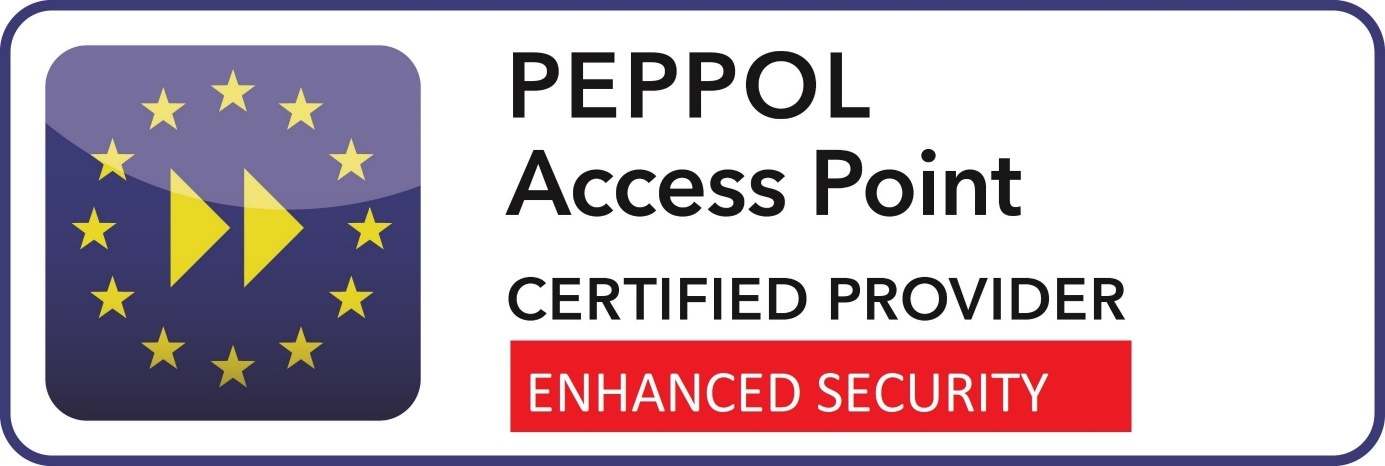 PEPPOL
Access Point
CERTIFIED PROVIDER
ENHANCED SECURITY